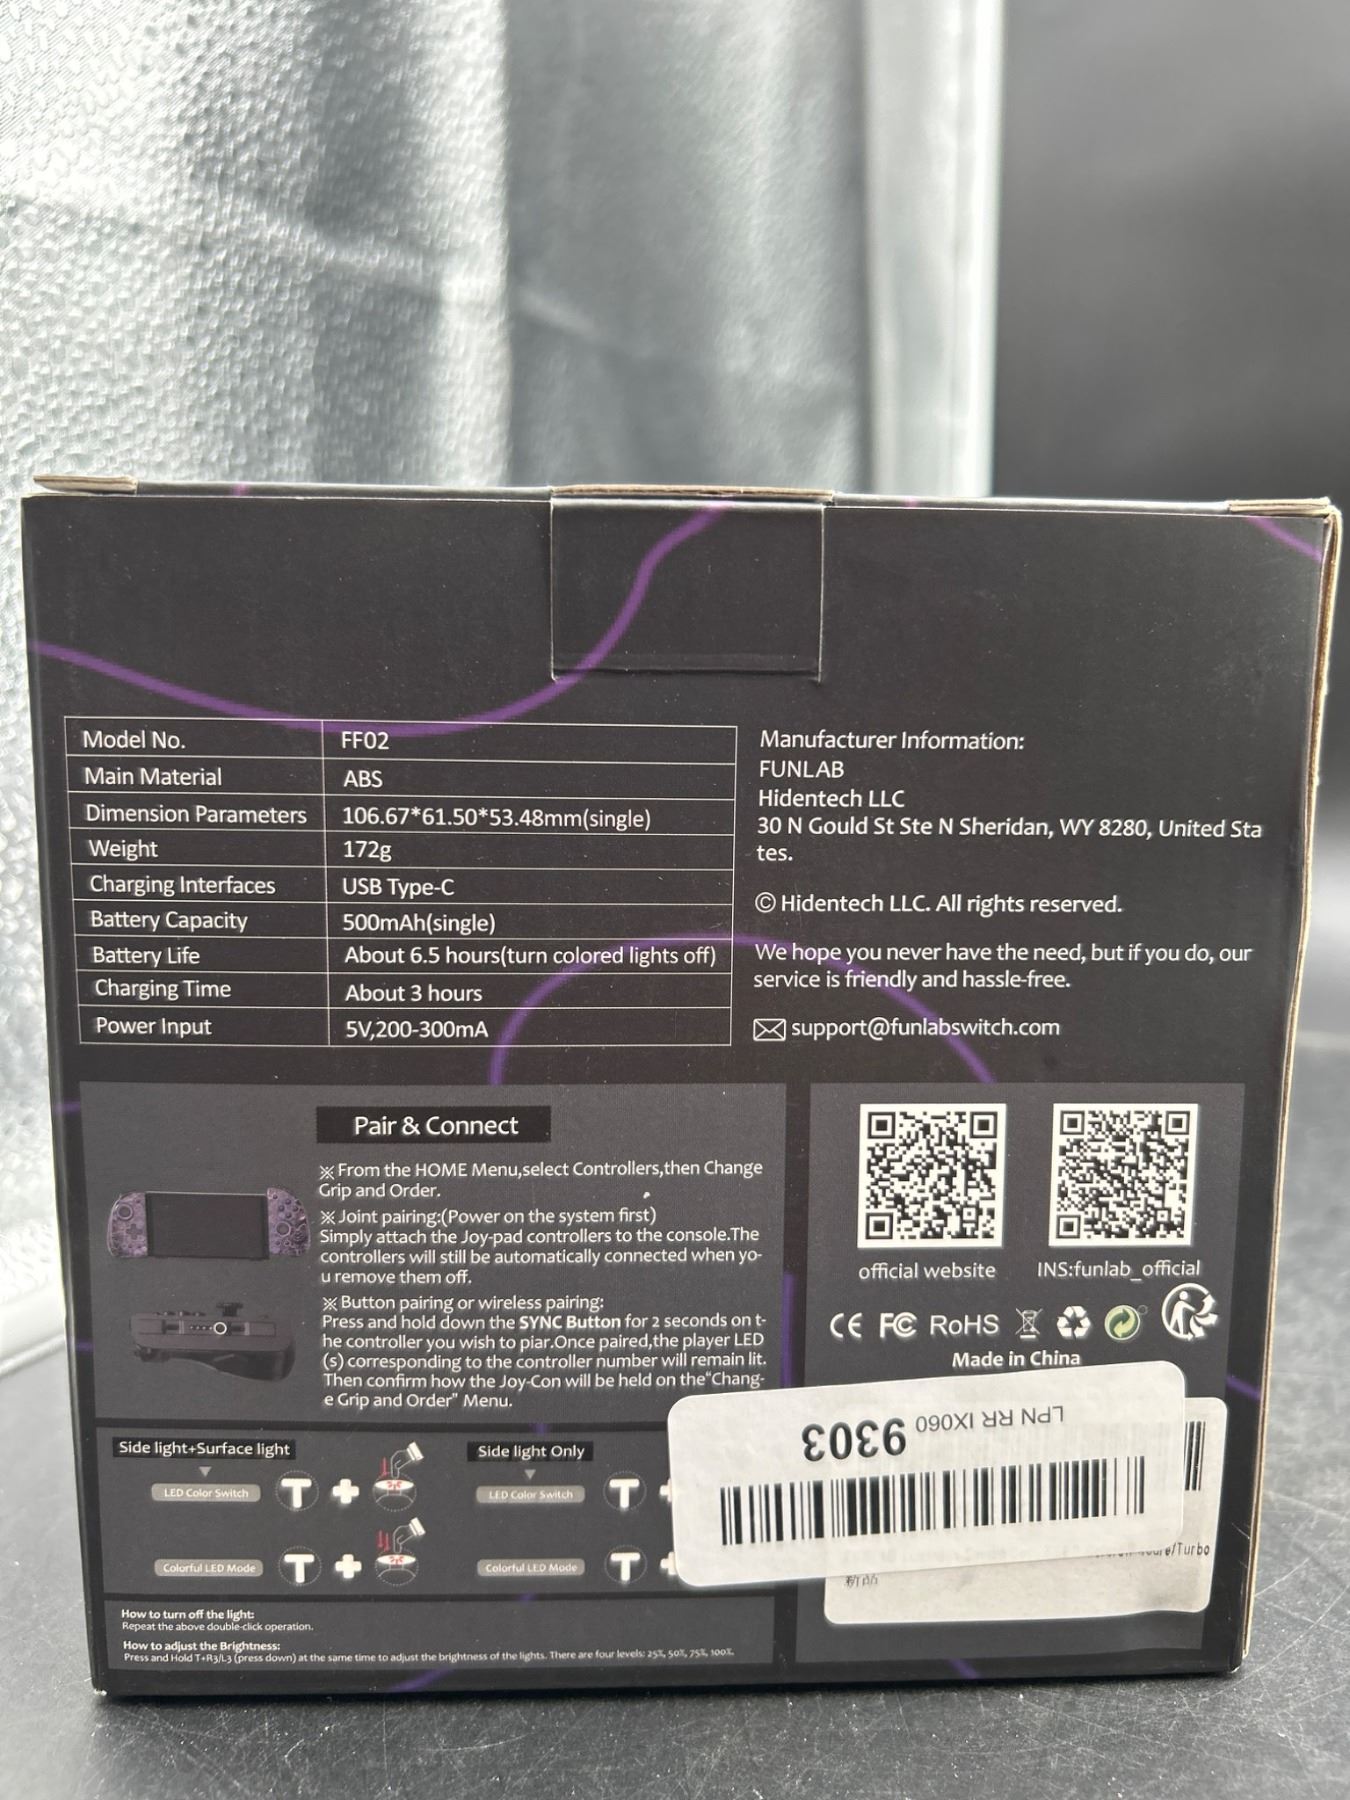 Model No. FF02
Main Material ABS
Dimension Parameters 106.67*61.50*53.48mm(single)
Weight 172g
Charging Interfaces USB Type-C
Battery Capacity 500mAh(single)
Battery Life About 6.5 hours(turn colored lights off)
Charging Time About 3 hours
Power Input 5V,200-300mA
Manufacturer Information:
FUNLAB
Hidentech LLC
30 N Gould St Ste N Sheridan, WY 8280, United Sta
tes.
© Hidentech LLC. All rights reserved.
We hope you never have the need, but if you do, our
service is friendly and hassle-free.
support@funlabswitch.com
Pair & Connect
※ From the HOME Menu,select Controllers,then Change
Grip and Order.
※ Joint pairing:(Power on the system first)
Simply attach the Joy-pad controllers to the console.The
controllers will still be automatically connected when yo-
u remove them off.
※ Button pairing or wireless pairing:
Press and hold down the SYNC Button for 2 seconds on t-
he controller you wish to piar.Once paired,the player LED
(s) corresponding to the controller number will remain lit.
Then confirm how the Joy-Con will be held on the“Chang-
e Grip and Order” Menu.
official website
INS:funlab_official
CE FC RoHS
Made in China
Side light+Surface light
LED Color Switch T
Colorful LED Mode T
Side light Only
LED Color Switch T
Colorful LED Mode T
How to turn off the light:
Repeat the above double-click operation.
How to adjust the Brightness:
Press and Hold T+R3/L3 (press down) at the same time to adjust the brightness of the lights. There are four levels: 25%, 50%, 75%, 100%.
LPN RR IX060 9303
/Turbo
新品